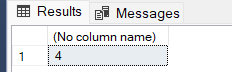 Results Messages
(No column name)
1 4